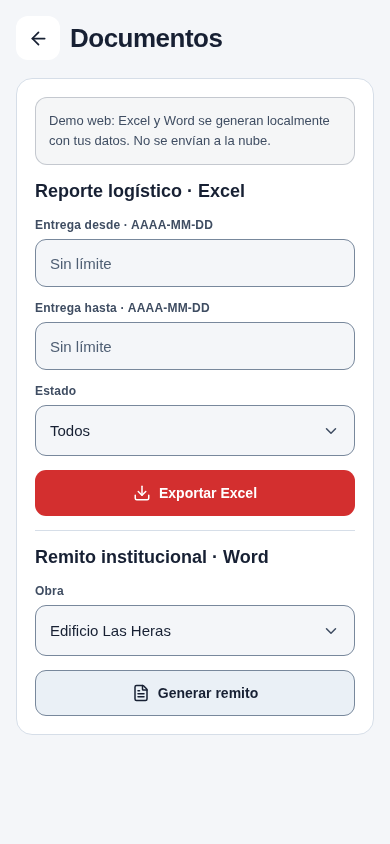 Documentos
Demo web: Excel y Word se generan localmente
con tus datos. No se envían a la nube.
Reporte logístico · Excel
Entrega desde · AAAA-MM-DD
Sin límite
Entrega hasta · AAAA-MM-DD
Sin límite
Estado
Todos
Exportar Excel
Remito institucional · Word
Obra
Edificio Las Heras
Generar remito